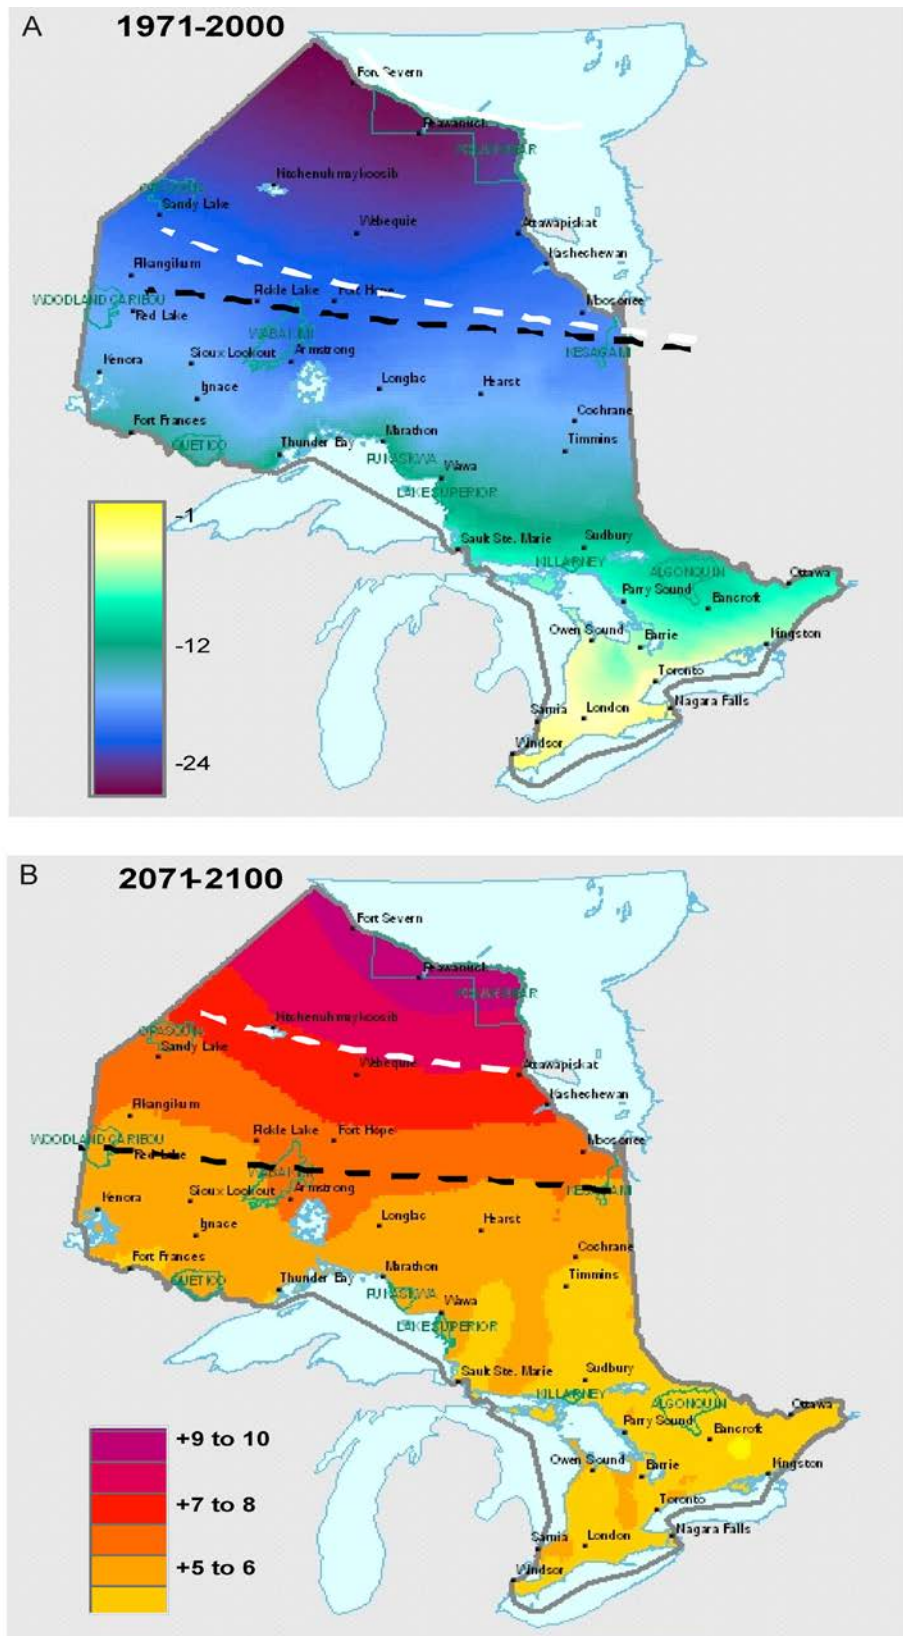 A
1971-2000
Fort Severn
Peawanuck
Sandy Lake
Webequie
Attawapiskat
Kashechewan
Pikangikum
WOODLAND CARIBOU
Pickle Lake
Fort Hope
Moosonee
Red Lake
WABAKIMI
Sioux Lookout
Armstrong
KESAGAMI
Kenora
Ignace
Longlac
Hearst
Cochrane
Fort Frances
QUETICO
Thunder Bay
Marathon
Timmins
PUKASKWA
Wawa
LAKE SUPERIOR
-1
Sault Ste. Marie
Sudbury
KILLARNEY
ALGONQUIN
Ottawa
Parry Sound
Bancroft
Owen Sound
Barrie
Kingston
-12
Toronto
Sarnia
London
Niagara Falls
Windsor
-24
B
2071-2100
Fort Severn
Peawanuck
Sandy Lake
Webequie
Attawapiskat
Kashechewan
Pikangikum
WOODLAND CARIBOU
Pickle Lake
Fort Hope
Moosonee
Red Lake
Sioux Lookout
Armstrong
KESAGAMI
Kenora
Ignace
Longlac
Hearst
Cochrane
Fort Frances
QUETICO
Thunder Bay
Marathon
Timmins
PUKASKWA
Wawa
LAKE SUPERIOR
Sault Ste. Marie
Sudbury
KILLARNEY
ALGONQUIN
Ottawa
Parry Sound
Bancroft
+9 to 10
Owen Sound
Barrie
Kingston
+7 to 8
Toronto
Sarnia
London
Niagara Falls
+5 to 6
Windsor